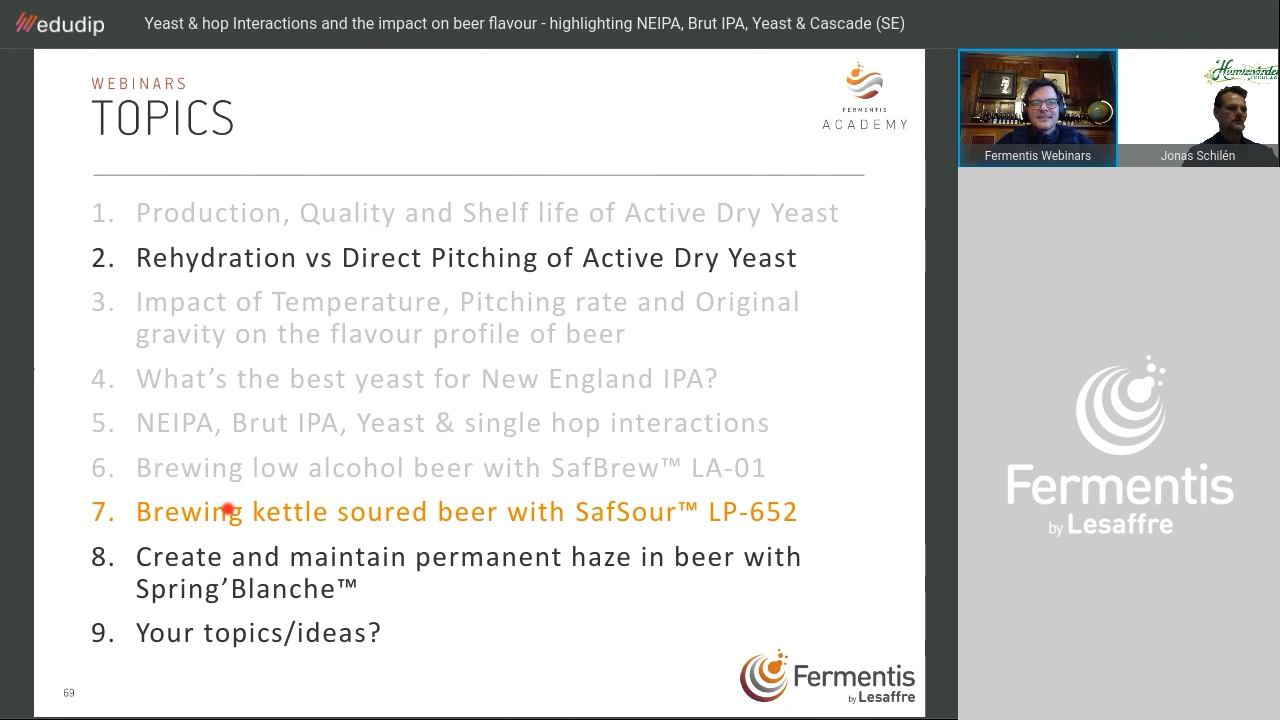 edudip
Yeast & hop Interactions and the impact on beer flavour - highlighting NEIPA, Brut IPA, Yeast & Cascade (SE)
WEBINARS
TOPICS
FERMENTIS
ACADEMY
1. Production, Quality and Shelf life of Active Dry Yeast
2. Rehydration vs Direct Pitching of Active Dry Yeast
3. Impact of Temperature, Pitching rate and Original
gravity on the flavour profile of beer
4. What's the best yeast for New England IPA?
5. NEIPA, Brut IPA, Yeast & single hop interactions
6. Brewing low alcohol beer with SafBrew™ LA-01
7. Brewing kettle soured beer with SafSour™ LP-652
8. Create and maintain permanent haze in beer with
Spring'Blanche™
9. Your topics/ideas?
69
Fermentis
by Lesaffre
Fermentis Webinars
Jonas Schilén
Fermentis
by Lesaffre